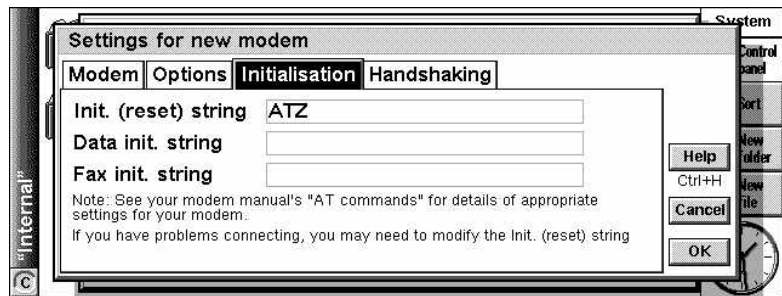 System
Settings for new modem
Control
panel
Modem Options Initialisation Handshaking
Init. (reset) string ATZ
Sort
Data init. string
New
folder
Fax init. string
Help
Ctrl+H
Note: See your modem manual's "AT commands" for details of appropriate
settings for your modem.
New
file
Cancel
If you have problems connecting, you may need to modify the Init. (reset) string
OK
"Internal"
C